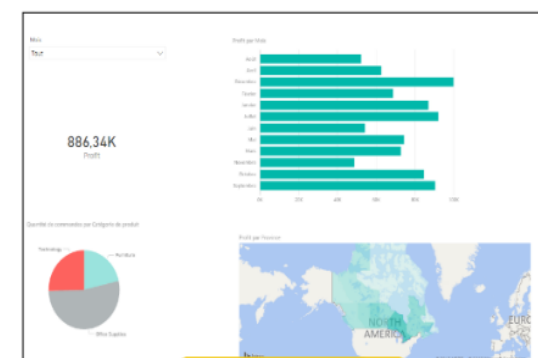 Mois
Tout
886,34K
Profit
Profit par Mois
Août
Avril
Décembre
Février
Janvier
Juillet
Juin
Mai
Mars
Novembre
Octobre
Septembre
0K
20K
40K
60K
80K
100K
Quantité de commandes par Catégorie de produit
Technology
Furniture
Office Supplies
Profit par Province
NORTH
AMERICA
EURO